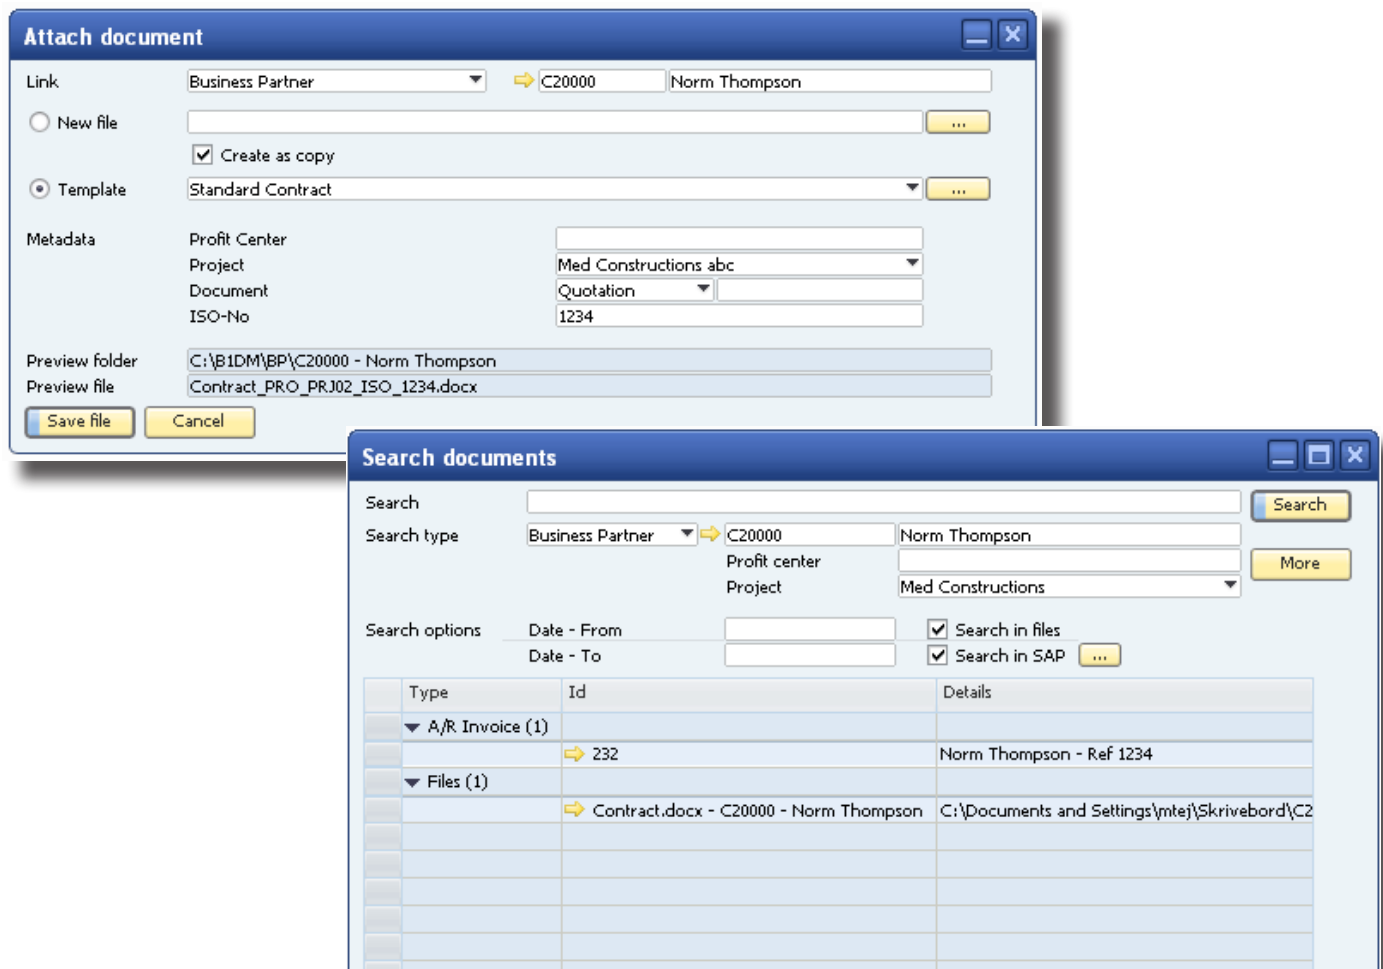 Attach document
Link Business Partner C20000 Norm Thompson
New file ...
Create as copy
Template Standard Contract ...
Metadata Profit Center
Project Med Constructions abc
Document Quotation
ISO-No 1234
Preview folder C:\B1DM\BP\C20000 - Norm Thompson
Preview file Contract_PRO_PRJ02_ISO_1234.docx
Save file Cancel
Search documents
Search Search
Search type Business Partner C20000 Norm Thompson
Profit center More
Project Med Constructions
Search options Date - From Search in files
Date - To Search in SAP ...
Type Id Details
A/R Invoice (1)
232 Norm Thompson - Ref 1234
Files (1)
Contract.docx - C20000 - Norm Thompson C:\Documents and Settings\mtej\Skrivebord\C2